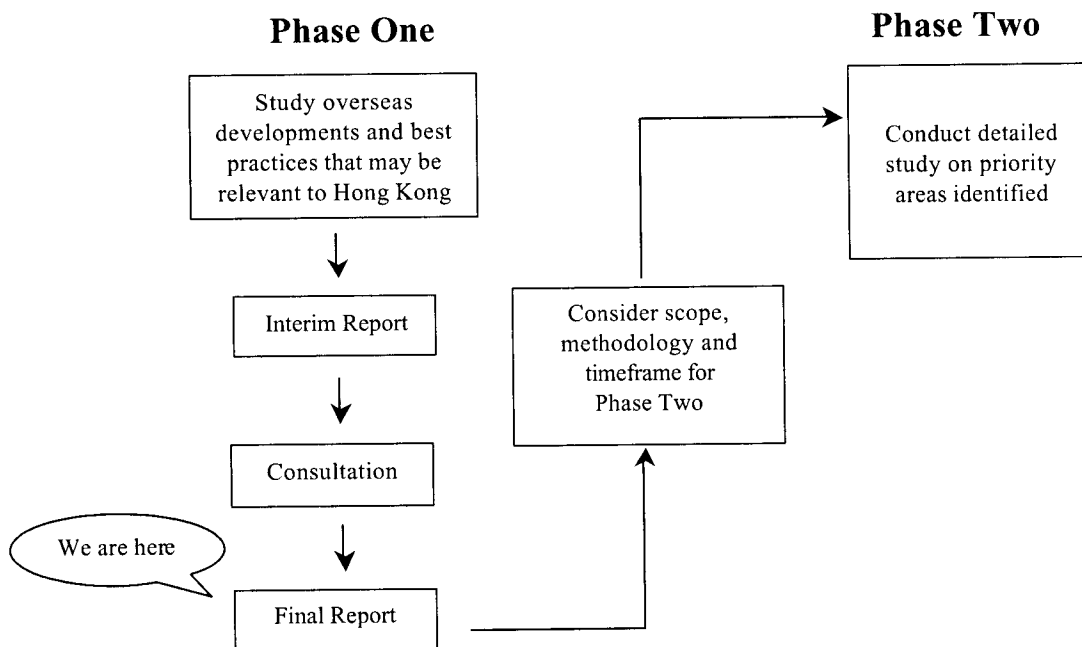 Phase One
Study overseas
developments and best
practices that may be
relevant to Hong Kong
Interim Report
Consultation
We are here
Final Report
Consider scope,
methodology and
timeframe for
Phase Two
Phase Two
Conduct detailed
study on priority
areas identified